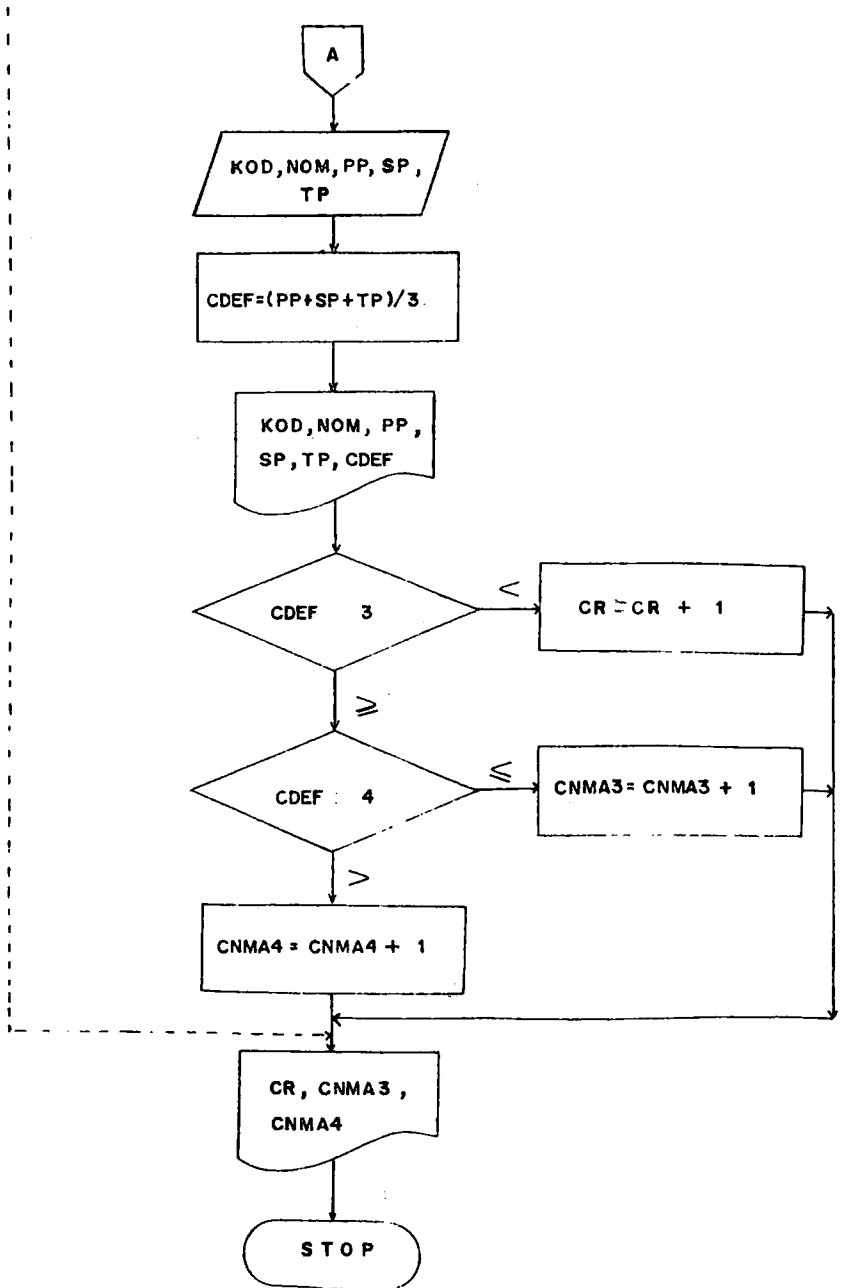 A
KOD, NOM, PP, SP,
TP
CDEF=(PP+SP+TP)/3
KOD, NOM, PP,
SP, TP, CDEF
CDEF 3
<
CR = CR + 1
≥
CDEF : 4
≤
CNMA3 = CNMA3 + 1
>
CNMA4 = CNMA4 + 1
CR, CNMA3,
CNMA4
STOP